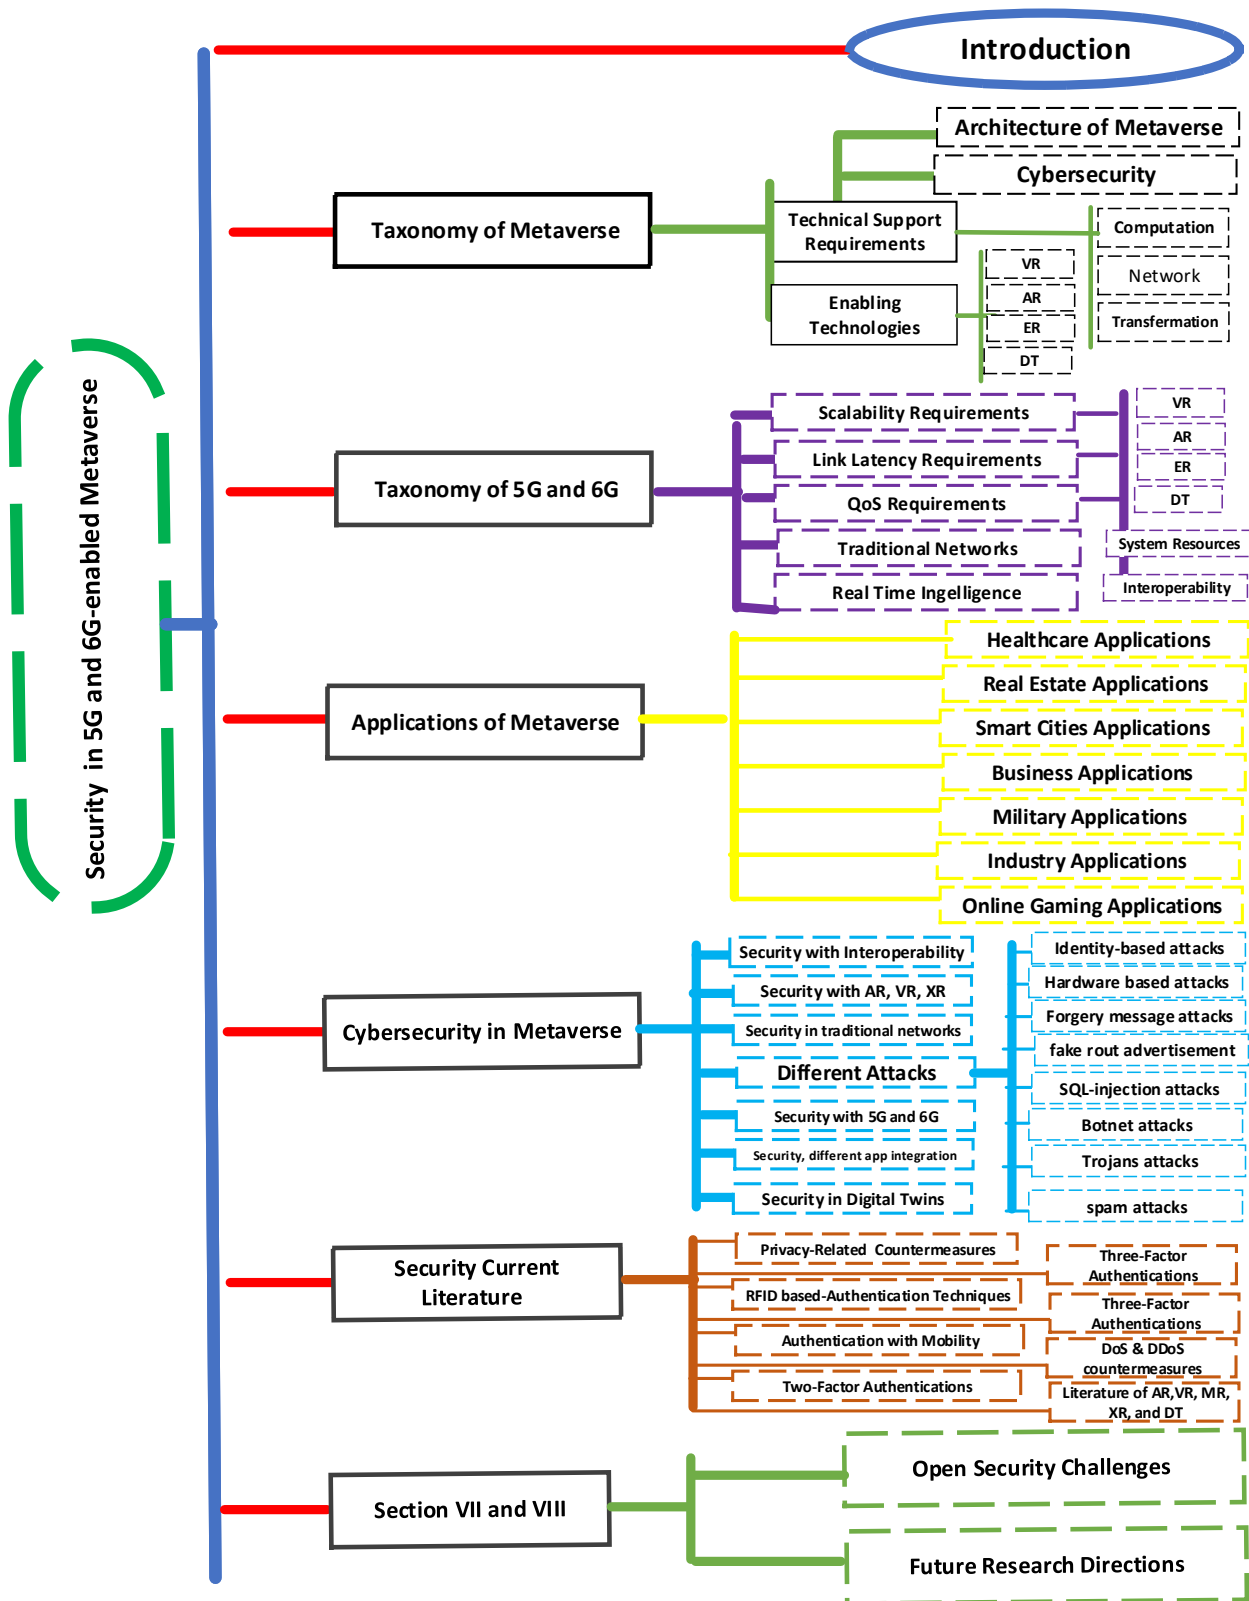 Introduction
Security in 5G and 6G-enabled Metaverse
Taxonomy of Metaverse
Architecture of Metaverse
Cybersecurity
Technical Support
Requirements
Computation
Network
Transfermation
Enabling
Technologies
VR
AR
ER
DT
Taxonomy of 5G and 6G
Scalability Requirements
Link Latency Requirements
QoS Requirements
Traditional Networks
Real Time Ingelligence
VR
AR
ER
DT
System Resources
Interoperability
Applications of Metaverse
Healthcare Applications
Real Estate Applications
Smart Cities Applications
Business Applications
Military Applications
Industry Applications
Online Gaming Applications
Cybersecurity in Metaverse
Security with Interoperability
Security with AR, VR, XR
Security in traditional networks
Different Attacks
Security with 5G and 6G
Security, different app integration
Security in Digital Twins
Identity-based attacks
Hardware based attacks
Forgery message attacks
fake rout advertisement
SQL-injection attacks
Botnet attacks
Trojans attacks
spam attacks
Security Current
Literature
Privacy-Related Countermeasures
RFID based-Authentication Techniques
Authentication with Mobility
Two-Factor Authentications
Three-Factor
Authentications
Three-Factor
Authentications
DoS & DDoS
countermeasures
Literature of AR,VR, MR,
XR, and DT
Section VII and VIII
Open Security Challenges
Future Research Directions